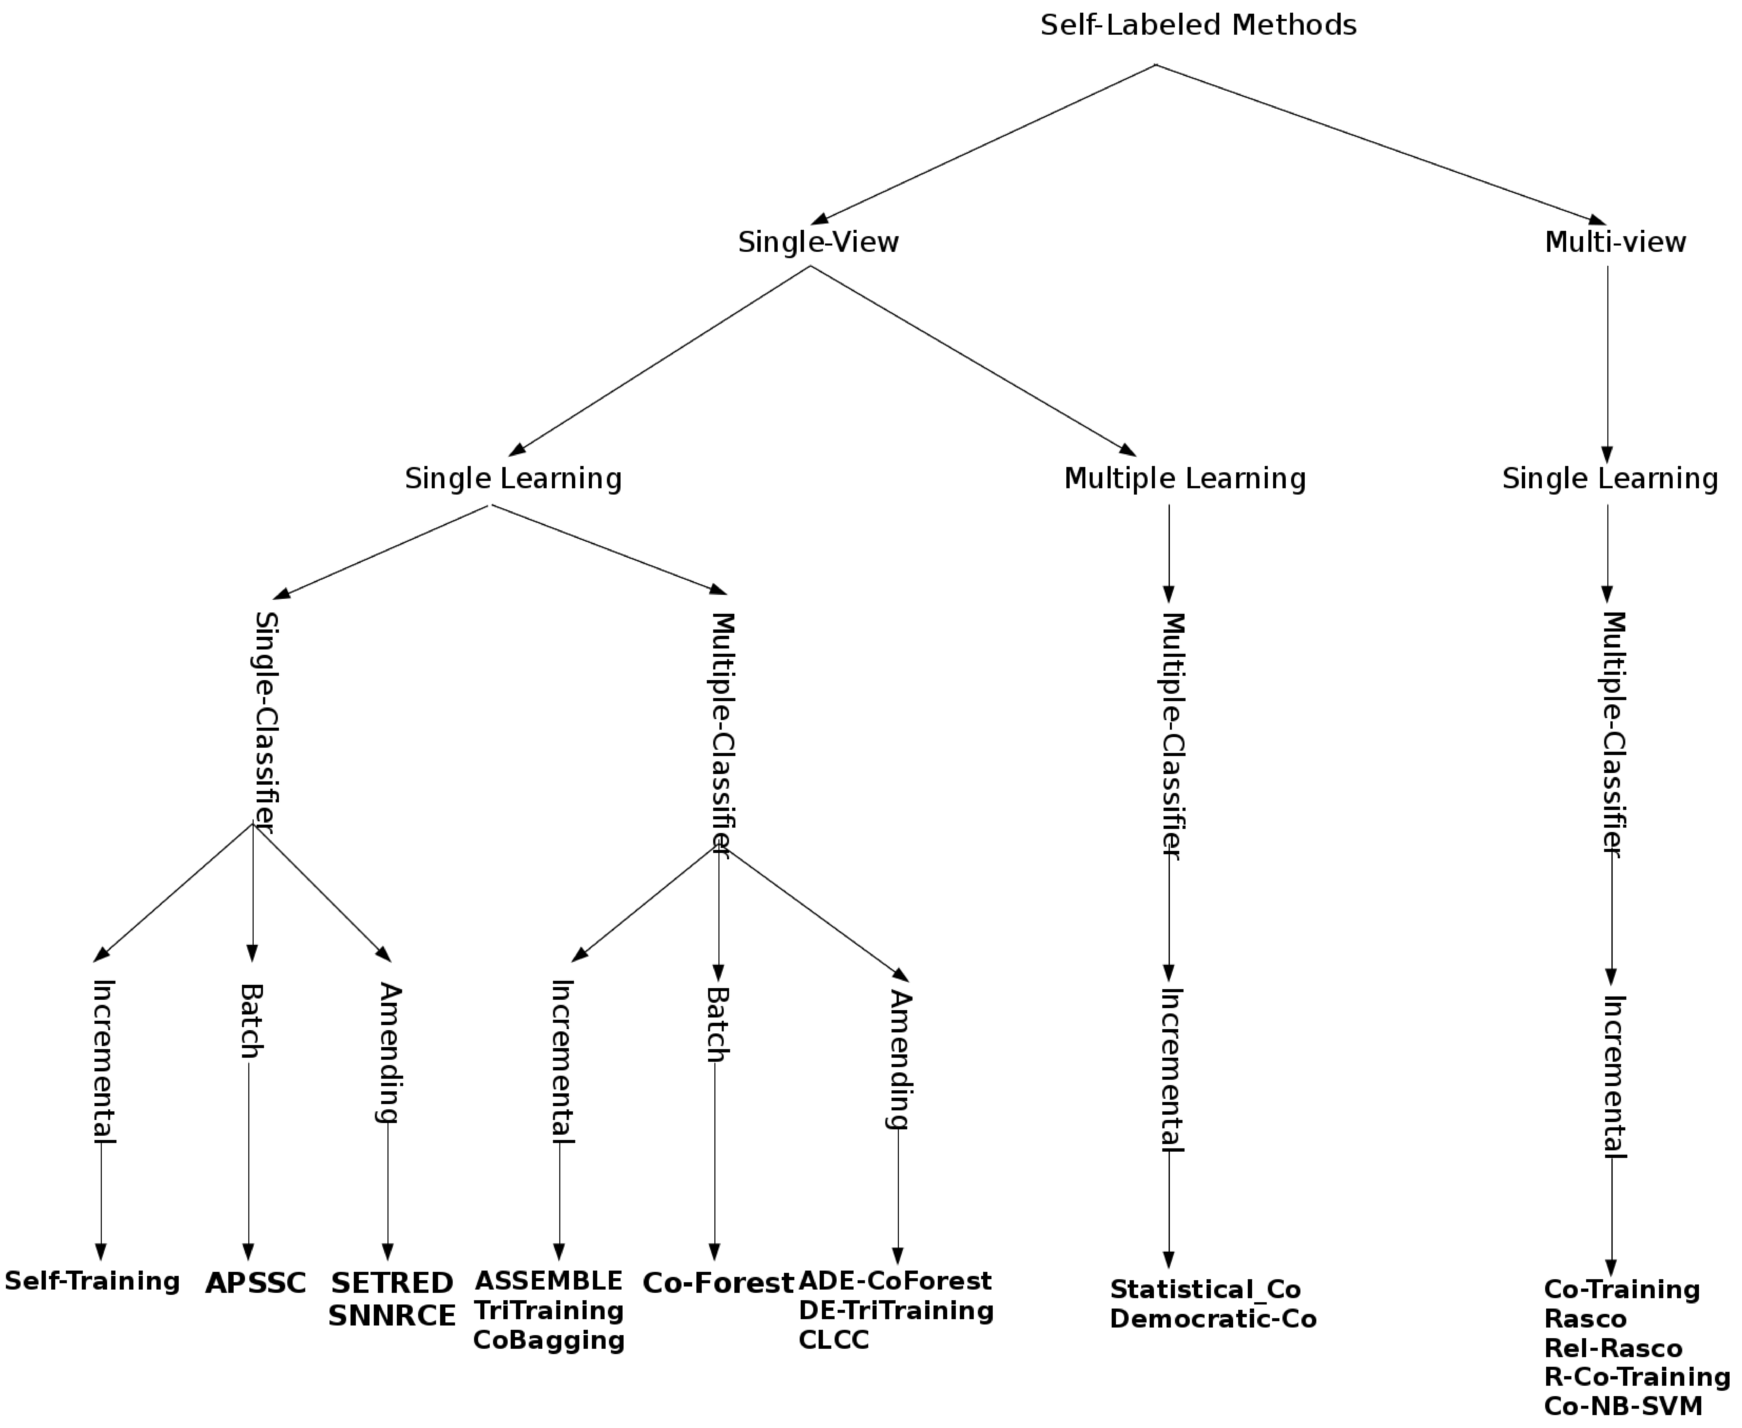 Self-Labeled Methods
Single-View
Multi-view
Single Learning
Multiple Learning
Single Learning
Single-Classifier
Multiple-Classifier
Multiple-Classifier
Multiple-Classifier
Incremental
Batch
Amending
Incremental
Batch
Amending
Incremental
Incremental
Self-Training
APSSC
SETRED
SNNRCE
ASSEMBLE
TriTraining
CoBagging
Co-Forest
ADE-CoForest
DE-TriTraining
CLCC
Statistical_Co
Democratic-Co
Co-Training
Rasco
Rel-Rasco
R-Co-Training
Co-NB-SVM